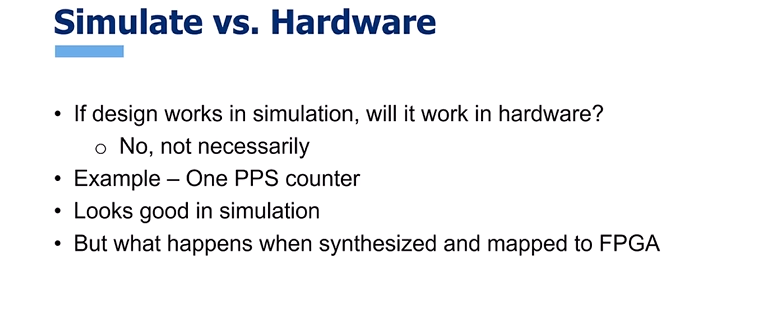 Simulate vs. Hardware
• If design works in simulation, will it work in hardware?
o No, not necessarily
• Example – One PPS counter
• Looks good in simulation
• But what happens when synthesized and mapped to FPGA